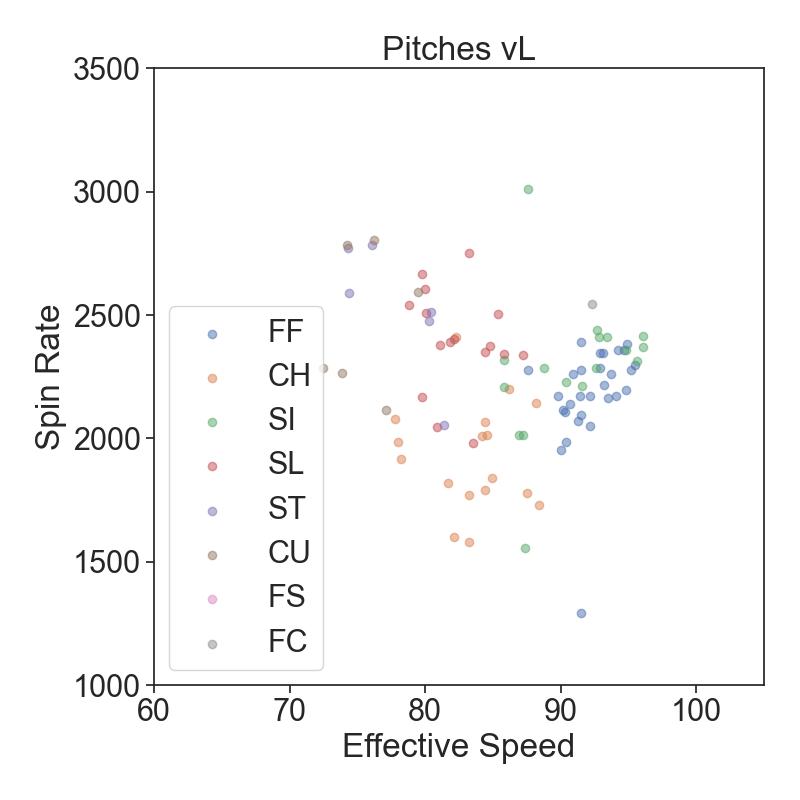 Pitches vL
3500
3000
2500
2000
1500
1000
Spin Rate
FF
CH
SI
SL
ST
CU
FS
FC
60 70 80 90 100
Effective Speed